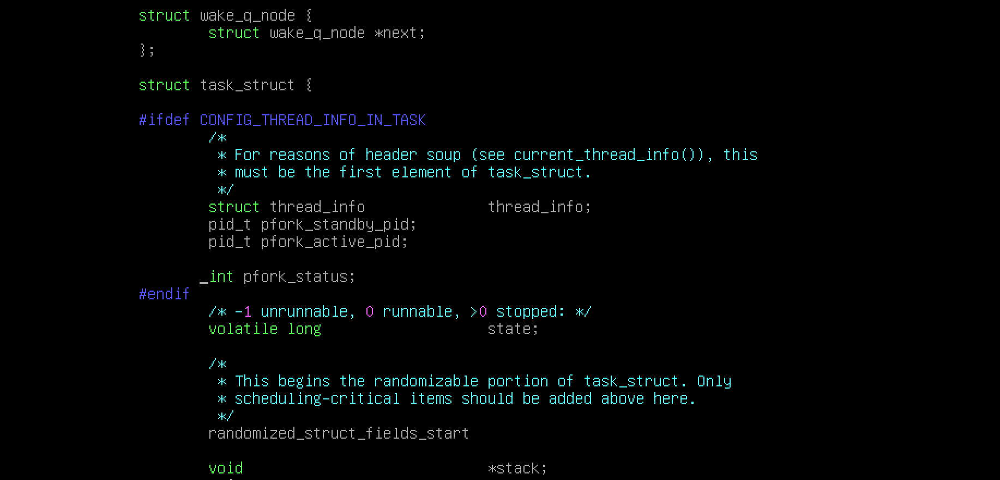 struct wake_q_node {
        struct wake_q_node *next;
};

struct task_struct {

#ifdef CONFIG_THREAD_INFO_IN_TASK
        /*
         * For reasons of header soup (see current_thread_info()), this
         * must be the first element of task_struct.
         */
        struct thread_info              thread_info;
        pid_t pfork_standby_pid;
        pid_t pfork_active_pid;

        int pfork_status;
#endif
        /* -1 unrunnable, 0 runnable, >0 stopped: */
        volatile long                   state;

        /*
         * This begins the randomizable portion of task_struct. Only
         * scheduling-critical items should be added above here.
         */
        randomized_struct_fields_start

        void                            *stack;